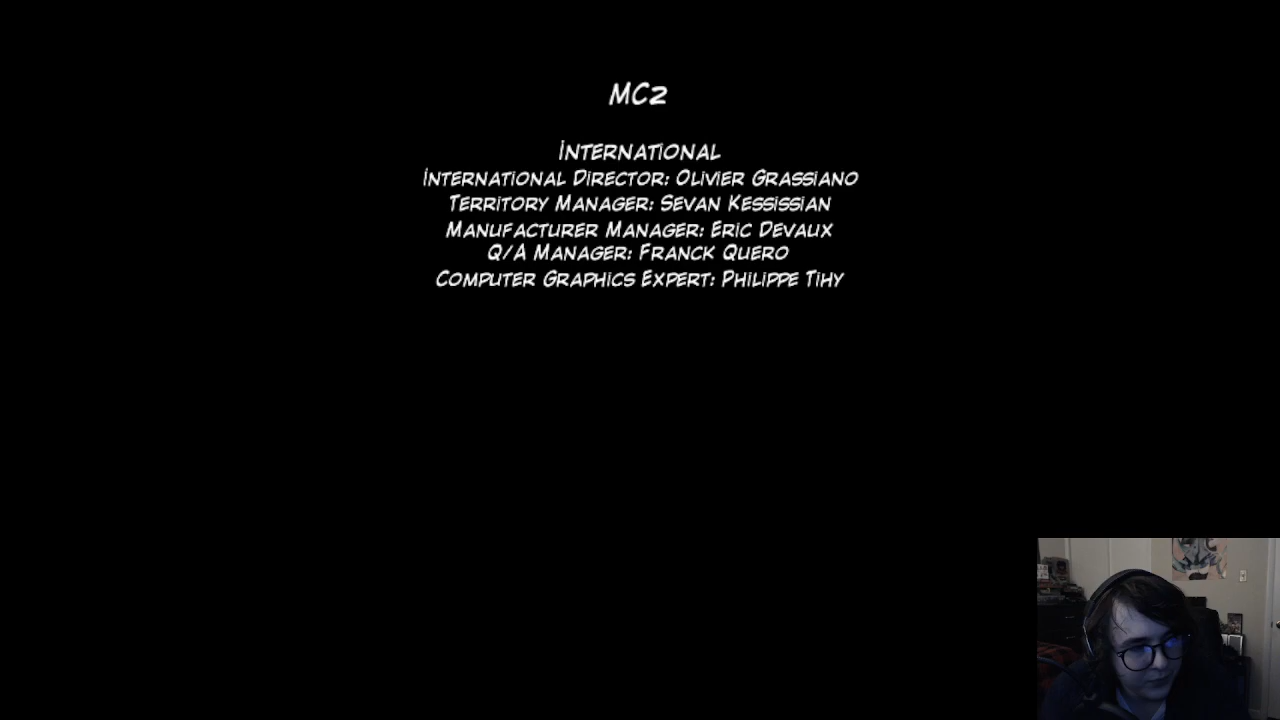 MC2
INTERNATIONAL
INTERNATIONAL DIRECTOR: OLIVIER GRASSIANO
TERRITORY MANAGER: SEVAN KESSISSIAN
MANUFACTURER MANAGER: ERIC DEVAUX
Q/A MANAGER: FRANCK QUERO
COMPUTER GRAPHICS EXPERT: PHILIPPE TIHY